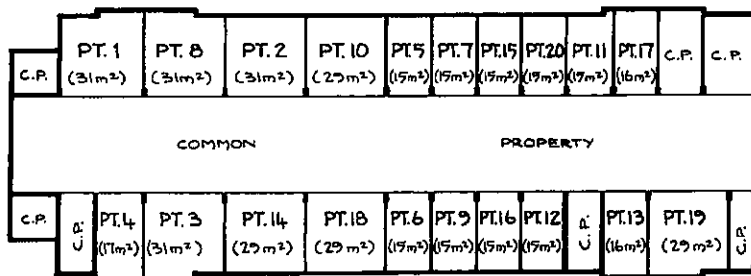 C.P.
PT. 1
(31m²)
PT. 8
(31m²)
PT. 2
(31m²)
PT. 10
(29m²)
PT. 5
(15m²)
PT. 7
(15m²)
PT. 15
(15m²)
PT. 20
(15m²)
PT. 11
(15m²)
PT. 17
(16m²)
C.P.
C.P.
COMMON PROPERTY
C.P.
C.P.
PT. 4
(17m²)
PT. 3
(31m²)
PT. 14
(29m²)
PT. 18
(29m²)
PT. 6
(15m²)
PT. 9
(15m²)
PT. 16
(15m²)
PT. 12
(15m²)
C.P.
PT. 13
(16m²)
PT. 19
(29m²)
C.P.